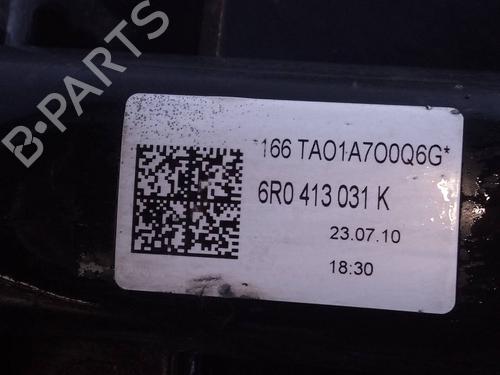 B-PARTS
166 TAO1A7O0Q6G*
6R0 413 031 K
23.07.10
18:30